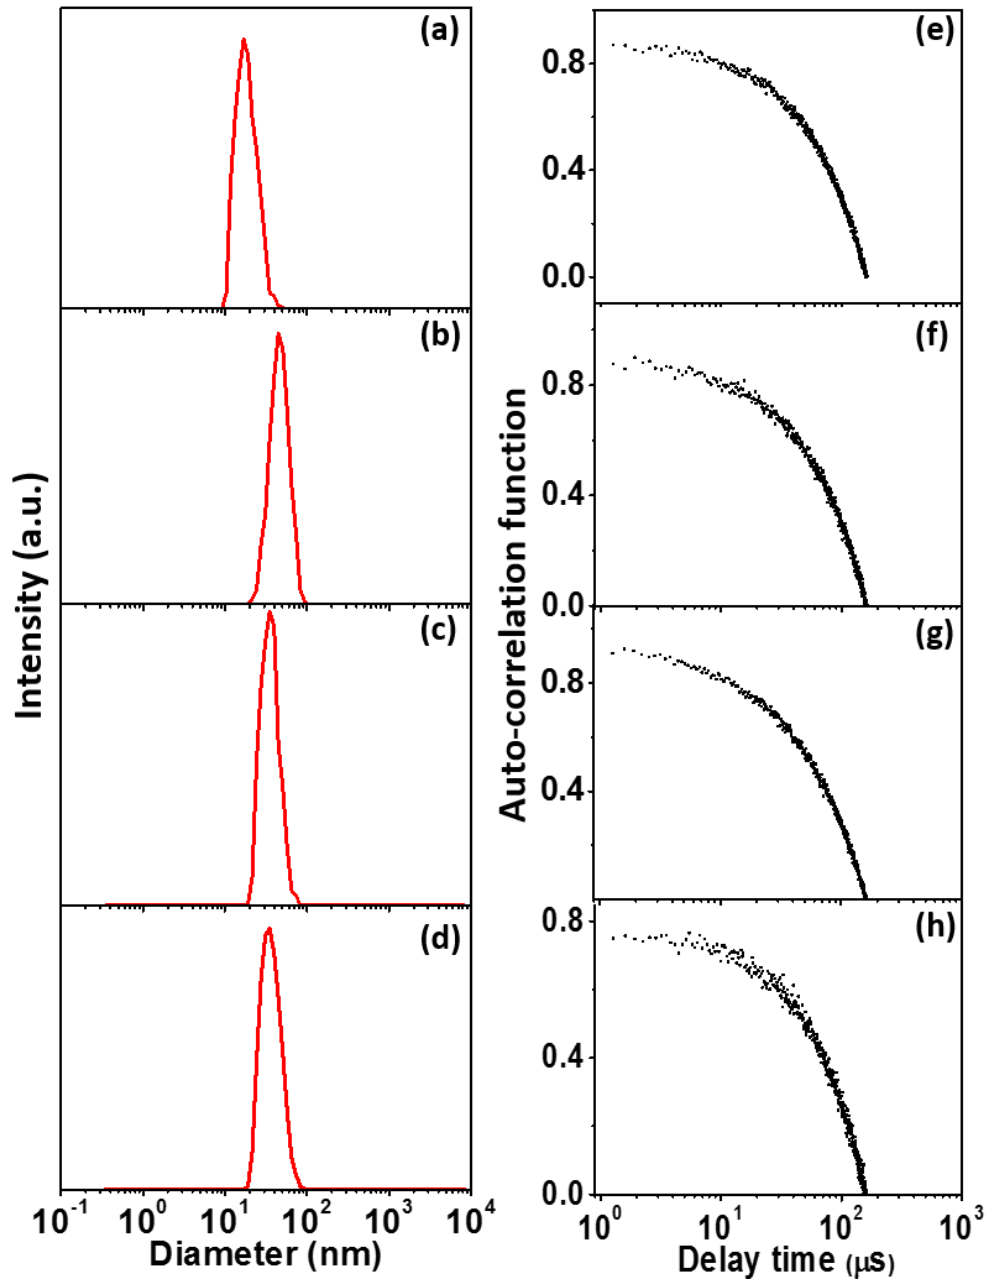 (a)
(b)
(c)
(d)
Intensity (a.u.)
10⁻¹ 10⁰ 10¹ 10² 10³ 10⁴
Diameter (nm)
(e)
0.8
0.4
0.0
(f)
0.8
0.4
0.0
(g)
0.8
0.4
(h)
0.8
0.4
0.0
Auto-correlation function
10⁰ 10¹ 10² 10³
Delay time (μs)